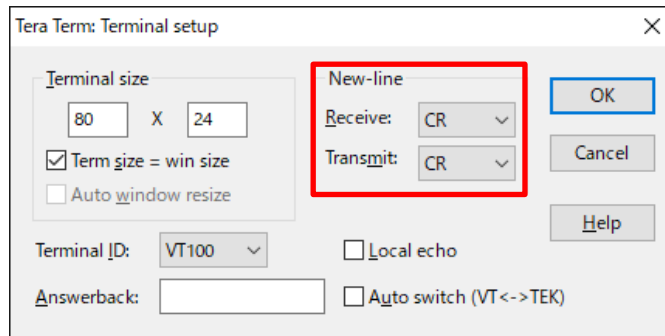 Tera Term: Terminal setup
Terminal size
80 X 24
Term size = win size
Auto window resize
New-line
Receive: CR
Transmit: CR
OK
Cancel
Help
Terminal ID: VT100
Local echo
Answerback:
Auto switch (VT<->TEK)